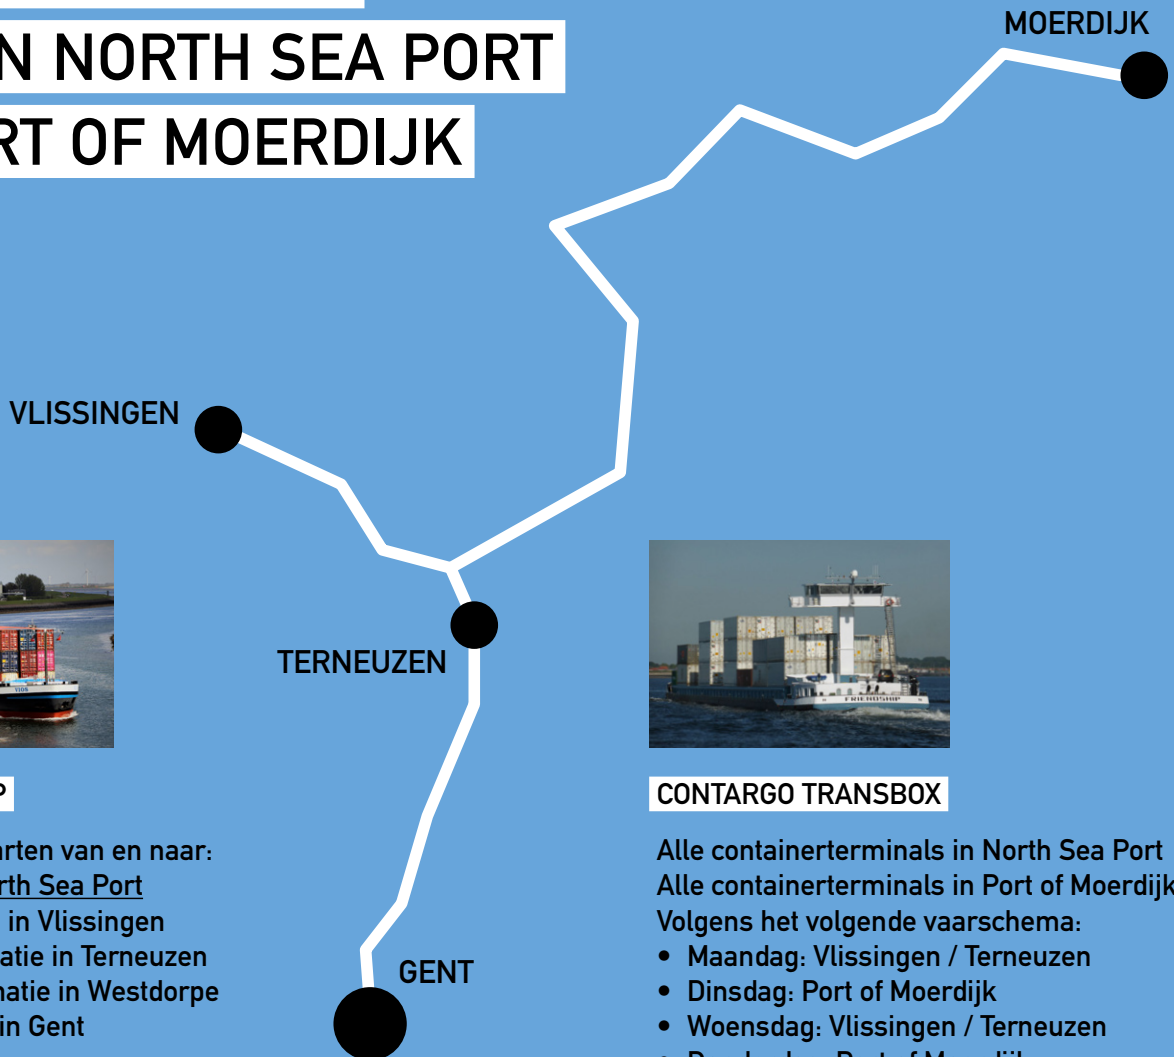 N NORTH SEA PORT
RT OF MOERDIJK
MOERDIJK
VLISSINGEN
TERNEUZEN
GENT
P
arten van en naar:
rth Sea Port
in Vlissingen
atie in Terneuzen
natie in Westdorpe
in Gent
FRIENDSHIP
CONTARGO TRANSBOX
Alle containerterminals in North Sea Port
Alle containerterminals in Port of Moerdijk
Volgens het volgende vaarschema:
• Maandag: Vlissingen / Terneuzen
• Dinsdag: Port of Moerdijk
• Woensdag: Vlissingen / Terneuzen